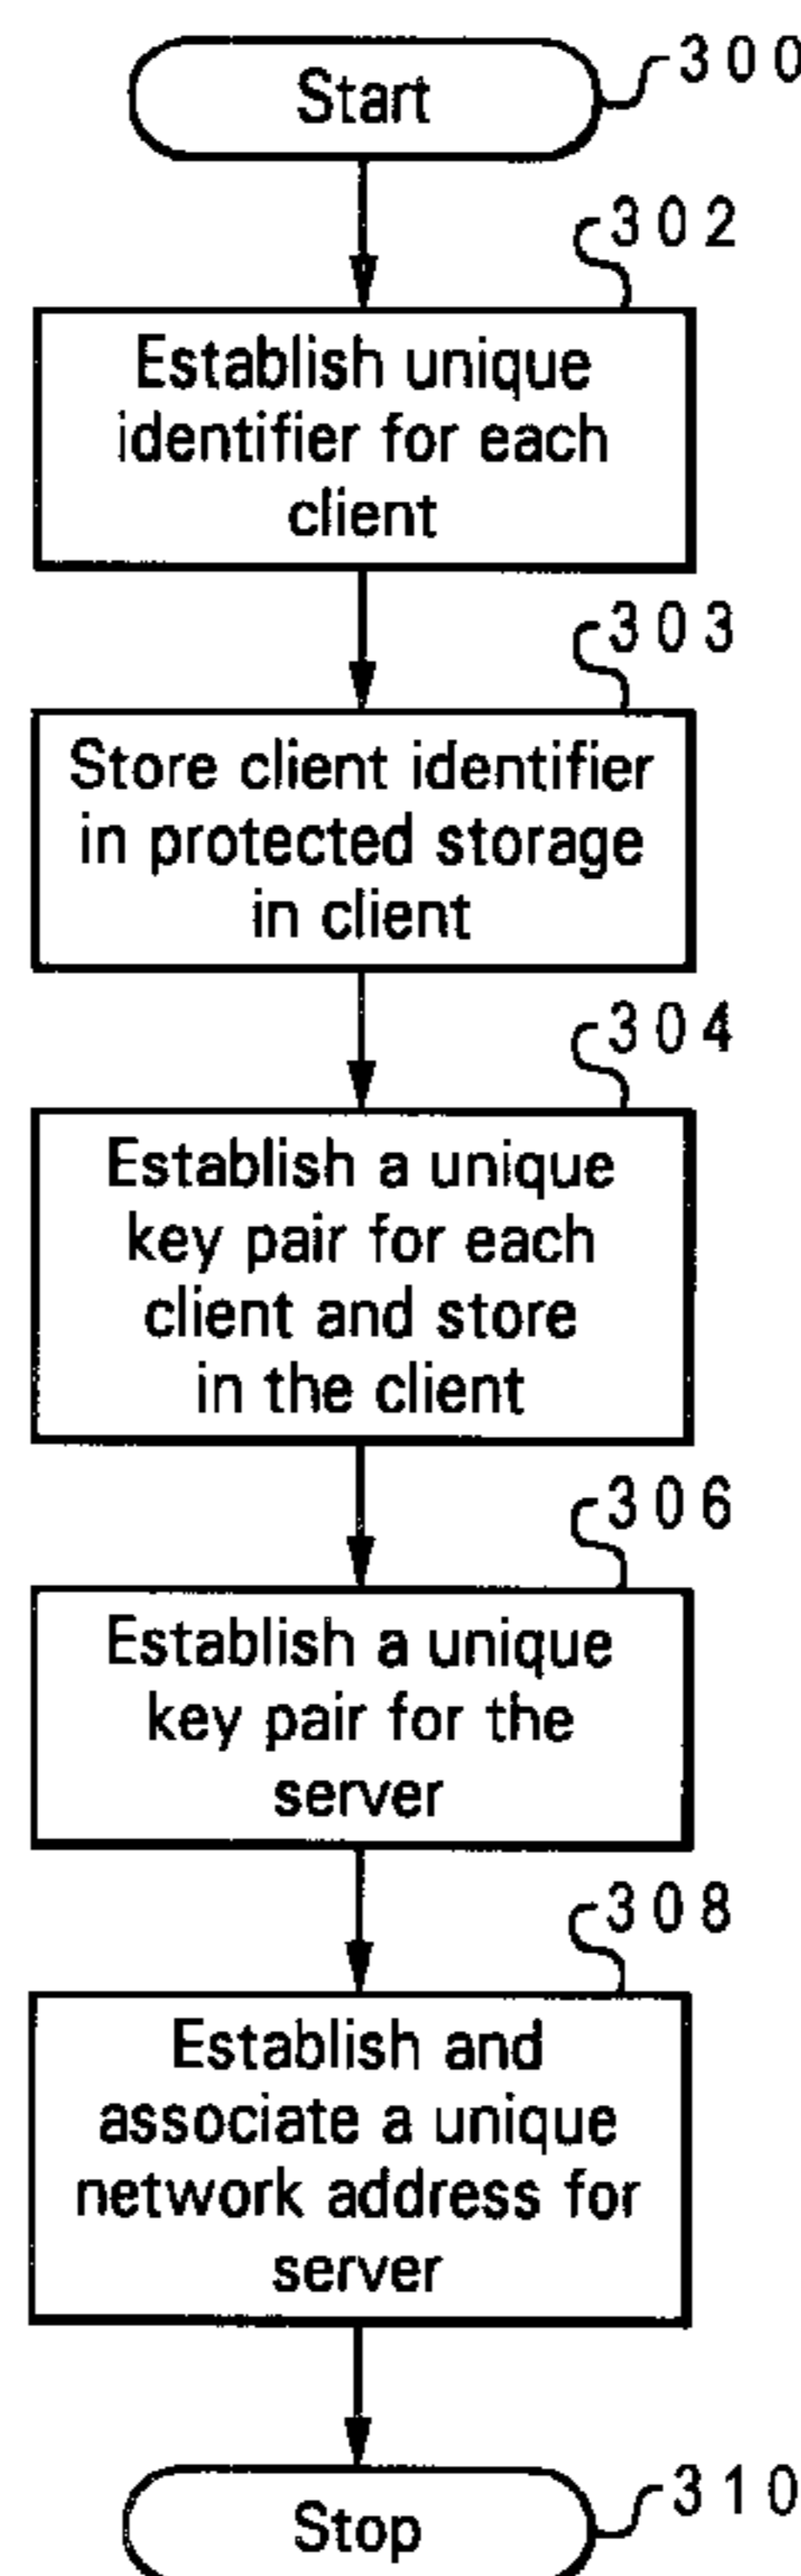 Start
300
302
Establish unique
identifier for each
client
303
Store client identifier
in protected storage
in client
304
Establish a unique
key pair for each
client and store
in the client
306
Establish a unique
key pair for the
server
308
Establish and
associate a unique
network address for
server
Stop
310